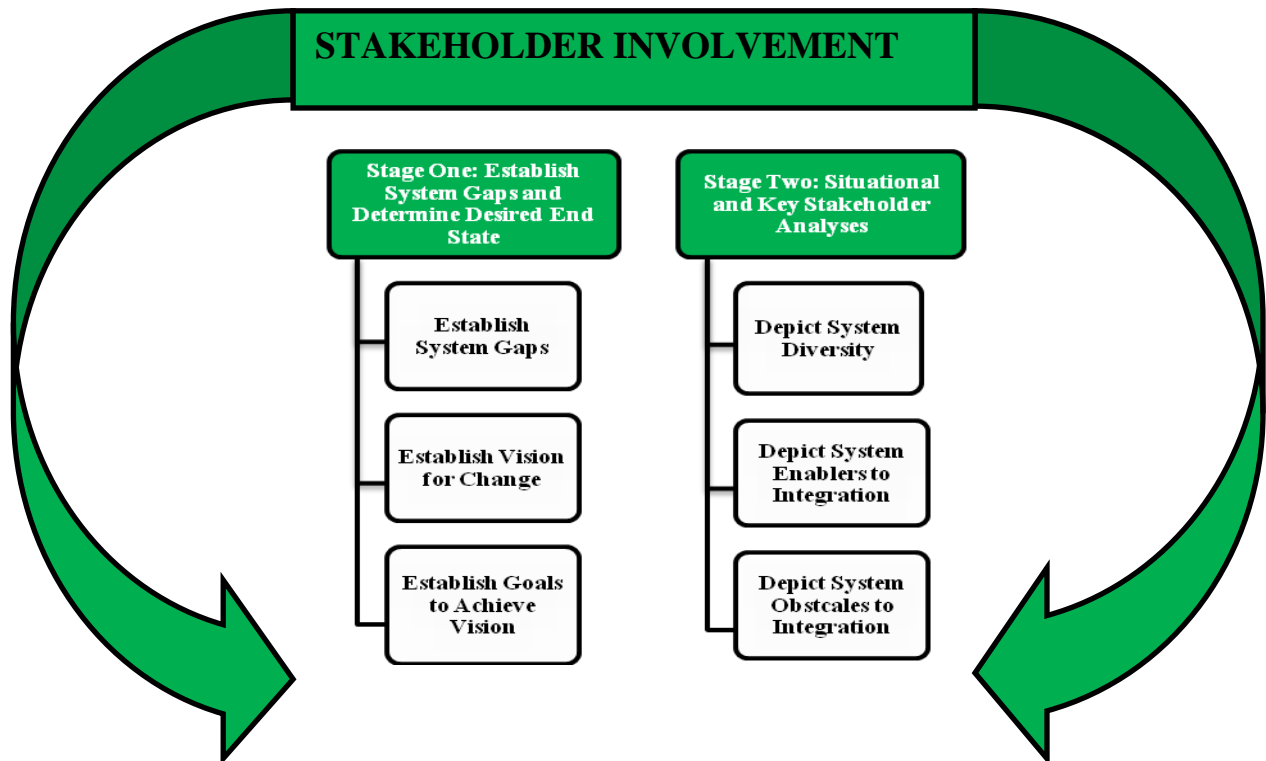 STAKEHOLDER INVOLVEMENT
Stage One: Establish
System Gaps and
Determine Desired End
State
Establish
System Gaps
Establish Vision
for Change
Establish Goals
to Achieve
Vision
Stage Two: Situational
and Key Stakeholder
Analyses
Depict System
Diversity
Depict System
Enablers to
Integration
Depict System
Obstcales to
Integration